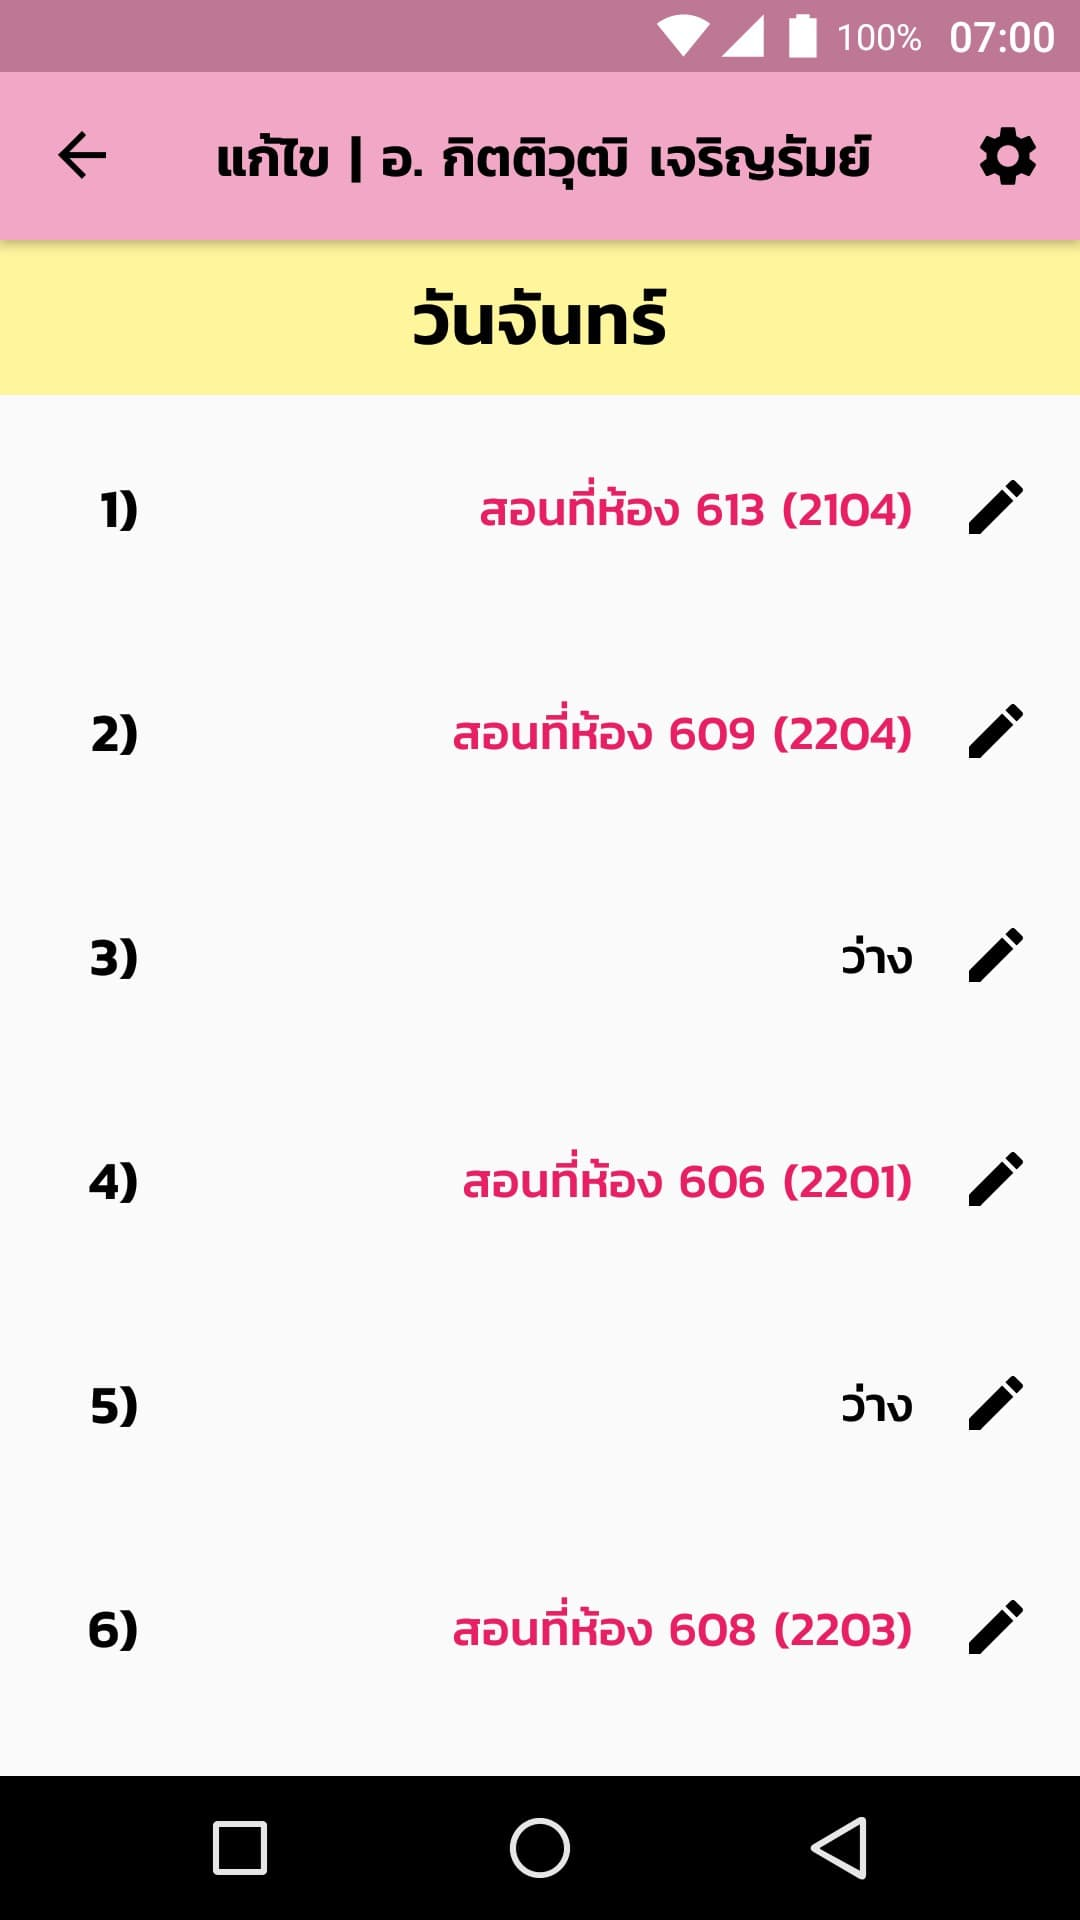 100% 07:00
แก้ไข | อ. กิตติวุฒิ เจริญรัมย์
วันจันทร์
1) สอนที่ห้อง 613 (2104)
2) สอนที่ห้อง 609 (2204)
3) ว่าง
4) สอนที่ห้อง 606 (2201)
5) ว่าง
6) สอนที่ห้อง 608 (2203)